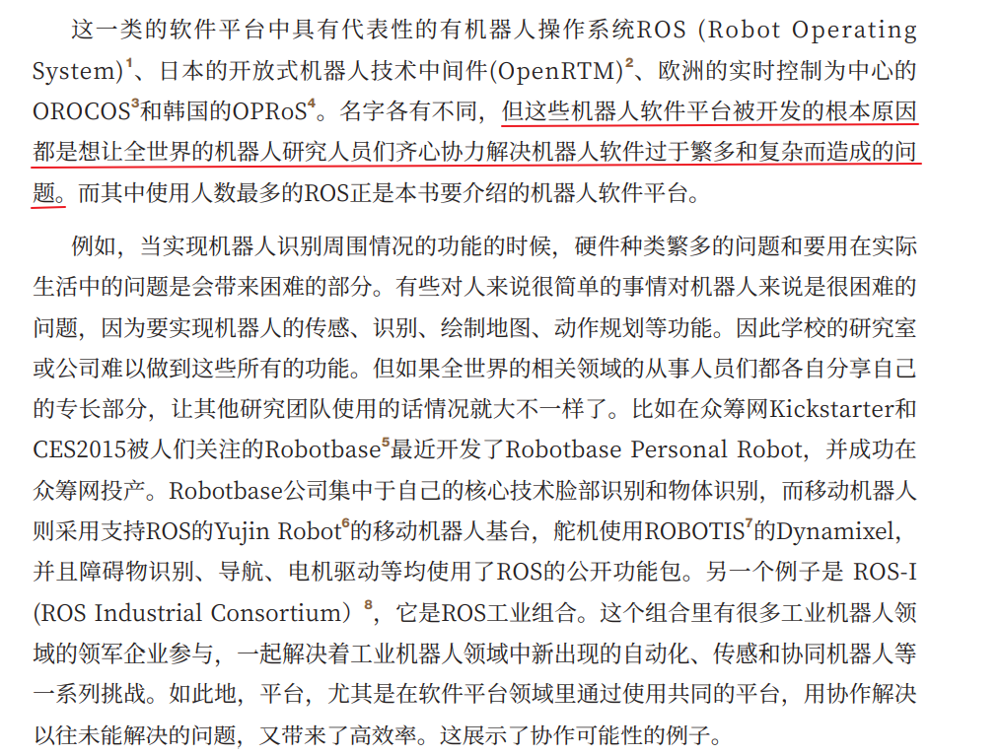 这一类的软件平台中具有代表性的有机器人操作系统ROS (Robot Operating
System)1、日本的开放式机器人技术中间件(OpenRTM)2、欧洲的实时控制为中心的
OROCOS3和韩国的OPRoS4。名字各有不同，但这些机器人软件平台被开发的根本原因
都是想让全世界的机器人研究人员们齐心协力解决机器人软件过于繁多和复杂而造成的问
题。而其中使用人数最多的ROS正是本书要介绍的机器人软件平台。
例如，当实现机器人识别周围情况的功能的时候，硬件种类繁多的问题和要用在实际
生活中的问题是会带来困难的部分。有些对人来说很简单的事情对机器人来说是很困难的
问题，因为要实现机器人的传感、识别、绘制地图、动作规划等功能。因此学校的研究室
或公司难以做到这些所有的功能。但如果全世界的相关领域的从事人员们都各自分享自己
的专长部分，让其他研究团队使用的话情况就大不一样了。比如在众筹网Kickstarter和
CES2015被人们关注的Robotbase5最近开发了Robotbase Personal Robot，并成功在
众筹网投产。Robotbase公司集中于自己的核心技术脸部识别和物体识别，而移动机器人
则采用支持ROS的Yujin Robot6的移动机器人基台，舵机使用ROBOTIS7的Dynamixel，
并且障碍物识别、导航、电机驱动等均使用了ROS的公开功能包。另一个例子是 ROS-I
(ROS Industrial Consortium）8，它是ROS工业组合。这个组合里有很多工业机器人领
域的领军企业参与，一起解决着工业机器人领域中新出现的自动化、传感和协同机器人等
一系列挑战。如此地，平台，尤其是在软件平台领域里通过使用共同的平台，用协作解决
以往未能解决的问题，又带来了高效率。这展示了协作可能性的例子。